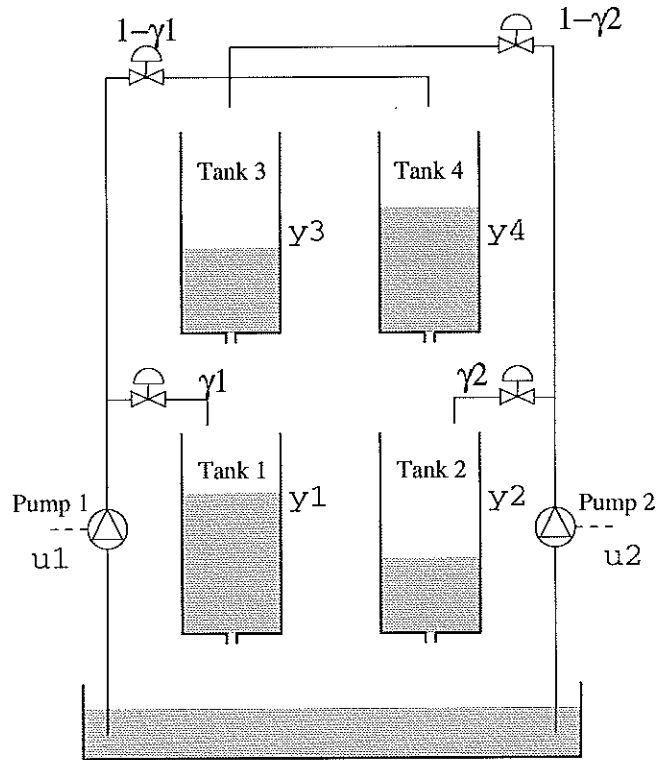 1-γ1
1-γ2
Tank 3
Tank 4
y3
y4
γ1
γ2
Tank 1
Tank 2
y1
y2
Pump 1
Pump 2
u1
u2